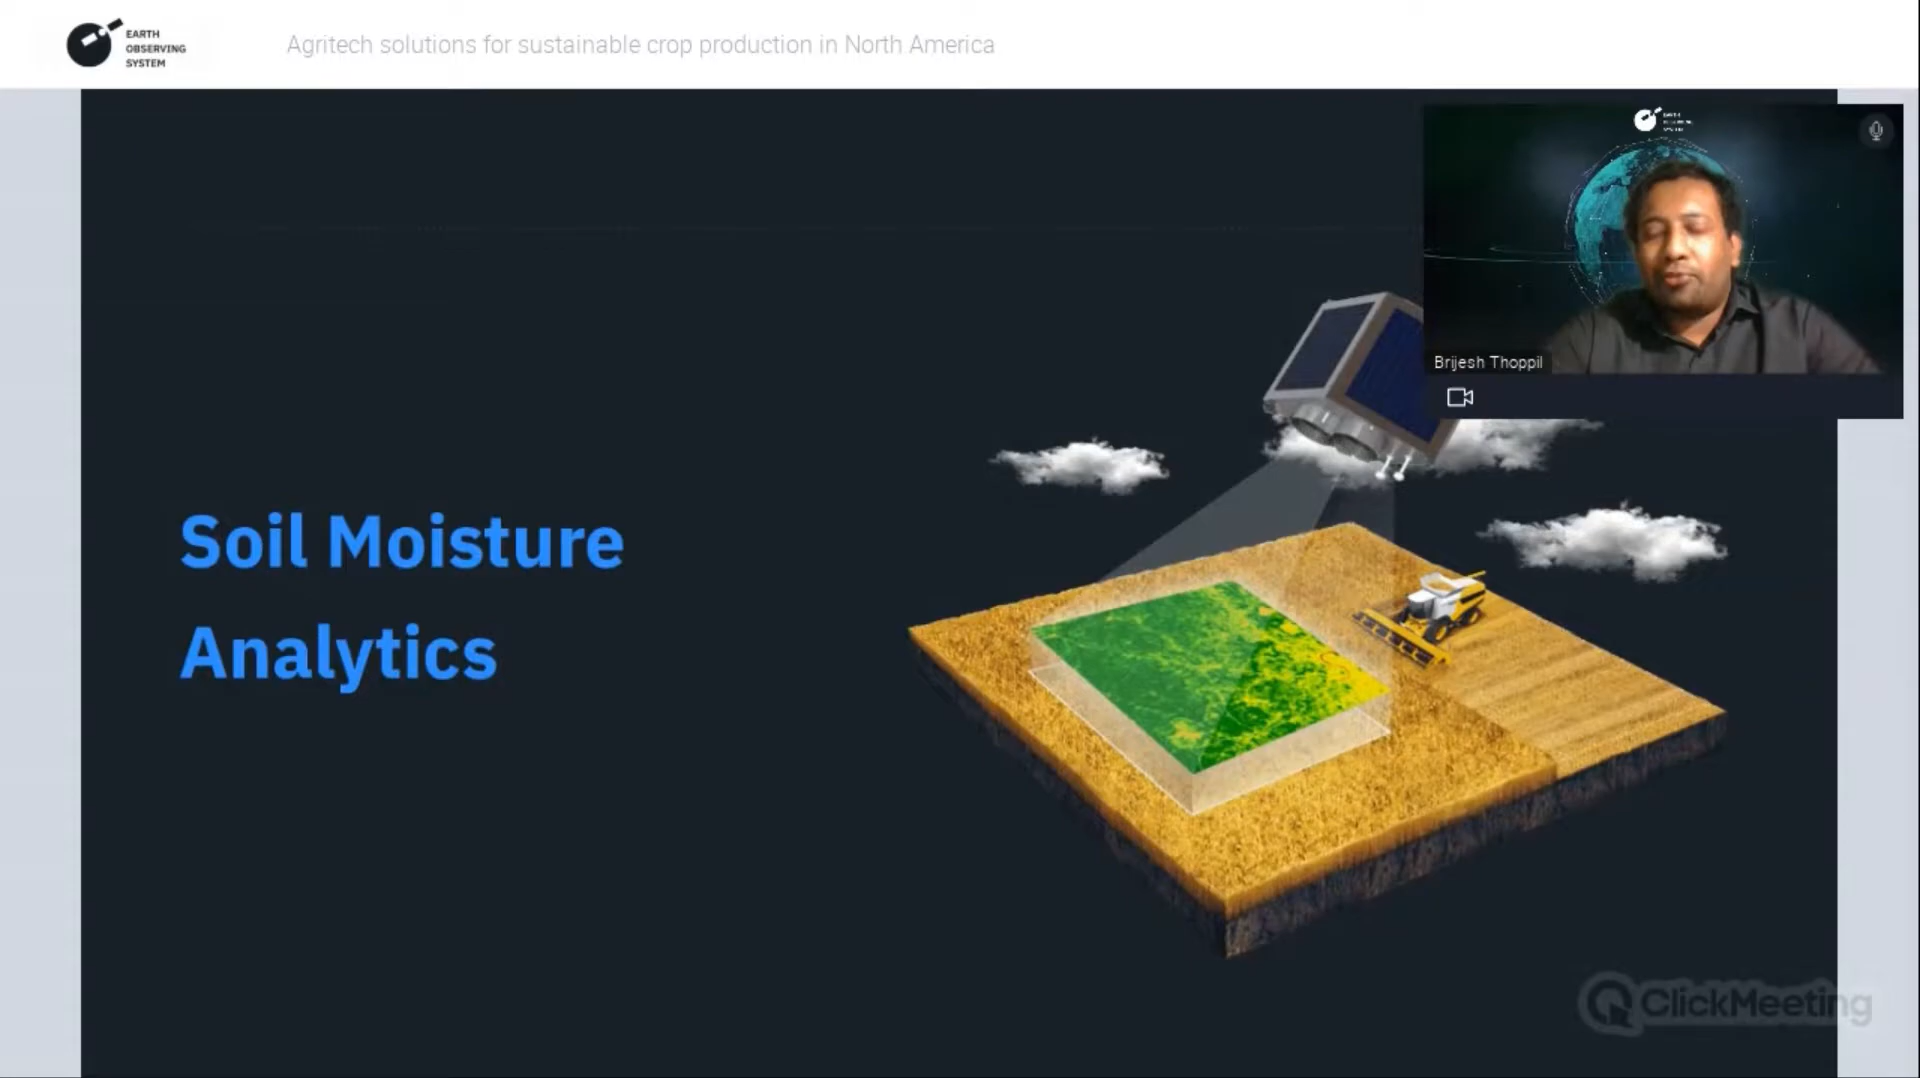 EARTH
OBSERVING
SYSTEM
Agritech solutions for sustainable crop production in North America
Brijesh Thoppil
Soil Moisture
Analytics
ClickMeeting